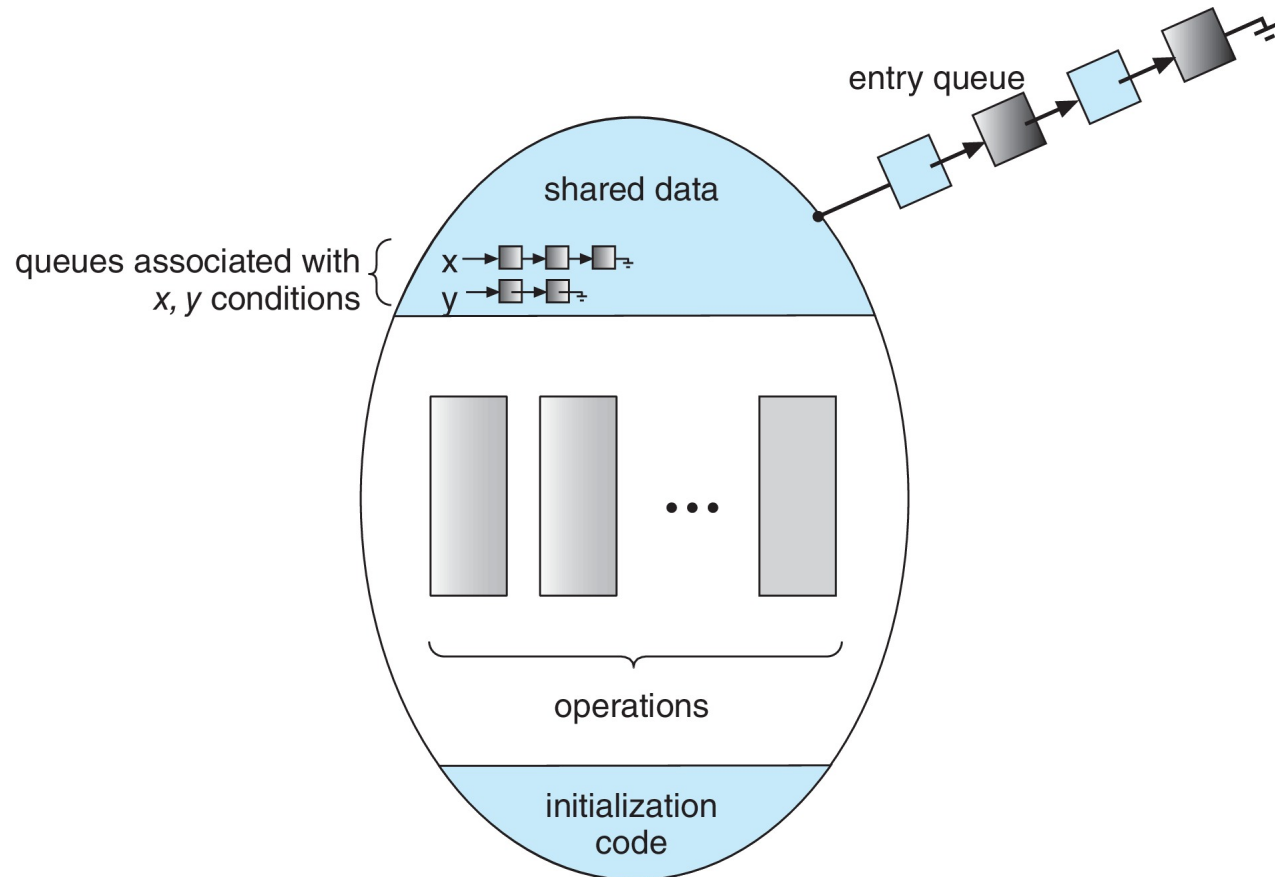 entry queue
shared data
queues associated with
x, y conditions
x
y
operations
initialization
code